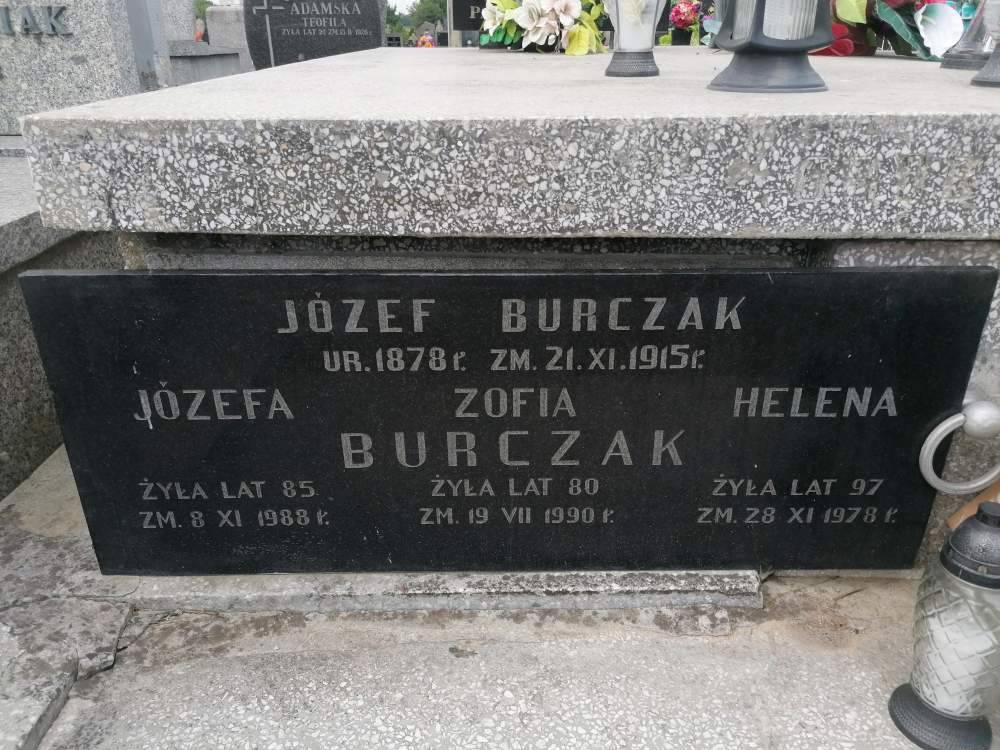 IAK
ADAMSKA
TEOFILA
JÓZEF BURCZAK
UR. 1878 r. ZM. 21. XI. 1915 r.
JÓZEFA ZOFIA HELENA
BURCZAK
ŻYŁA LAT 85 ŻYŁA LAT 80 ŻYŁA LAT 97
ZM. 8 XI 1988 r. ZM. 19 VII 1990 r. ZM. 28 XI 1978 r.